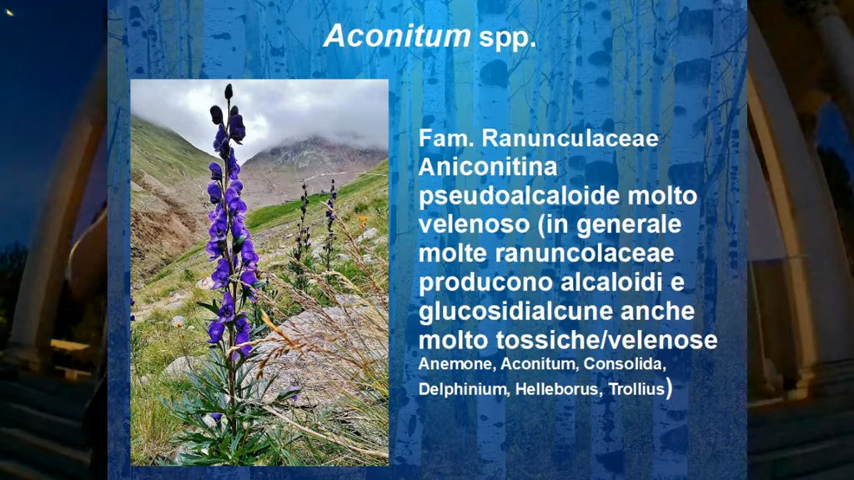 Aconitum spp.
Fam. Ranunculaceae
Aniconitina
pseudoalcaloide molto
velenoso (in generale
molte ranuncolaceae
producono alcaloidi e
glucosidialcune anche
molto tossiche/velenose
Anemone, Aconitum, Consolida,
Delphinium, Helleborus, Trollius)